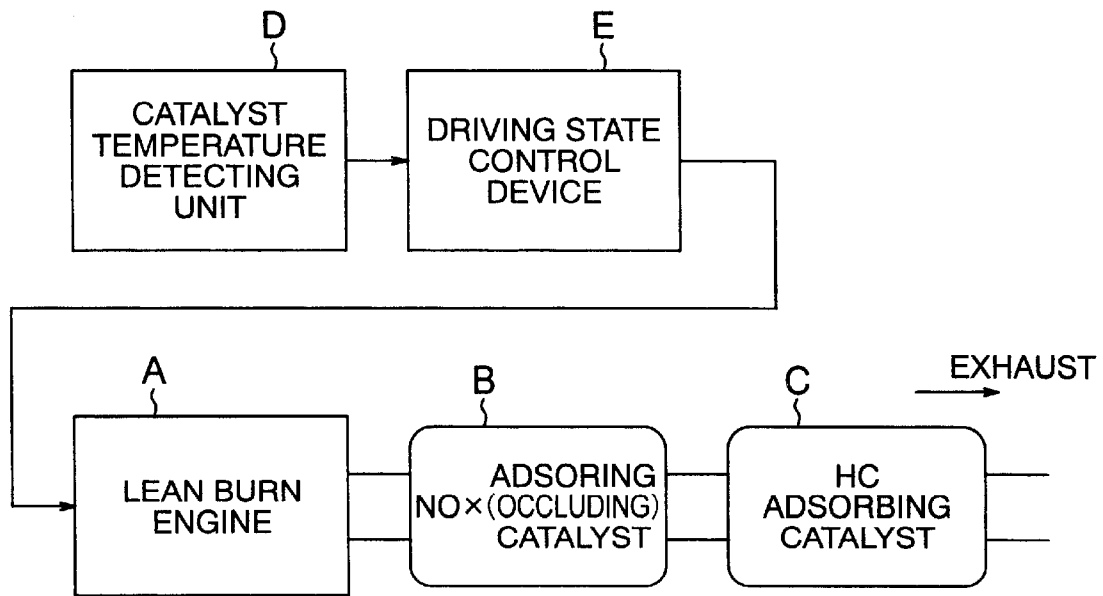 D
E
CATALYST
TEMPERATURE
DETECTING
UNIT
DRIVING STATE
CONTROL
DEVICE
A
B
C
EXHAUST
LEAN BURN
ENGINE
ADSORING
NO×(OCCLUDING)
CATALYST
HC
ADSORBING
CATALYST